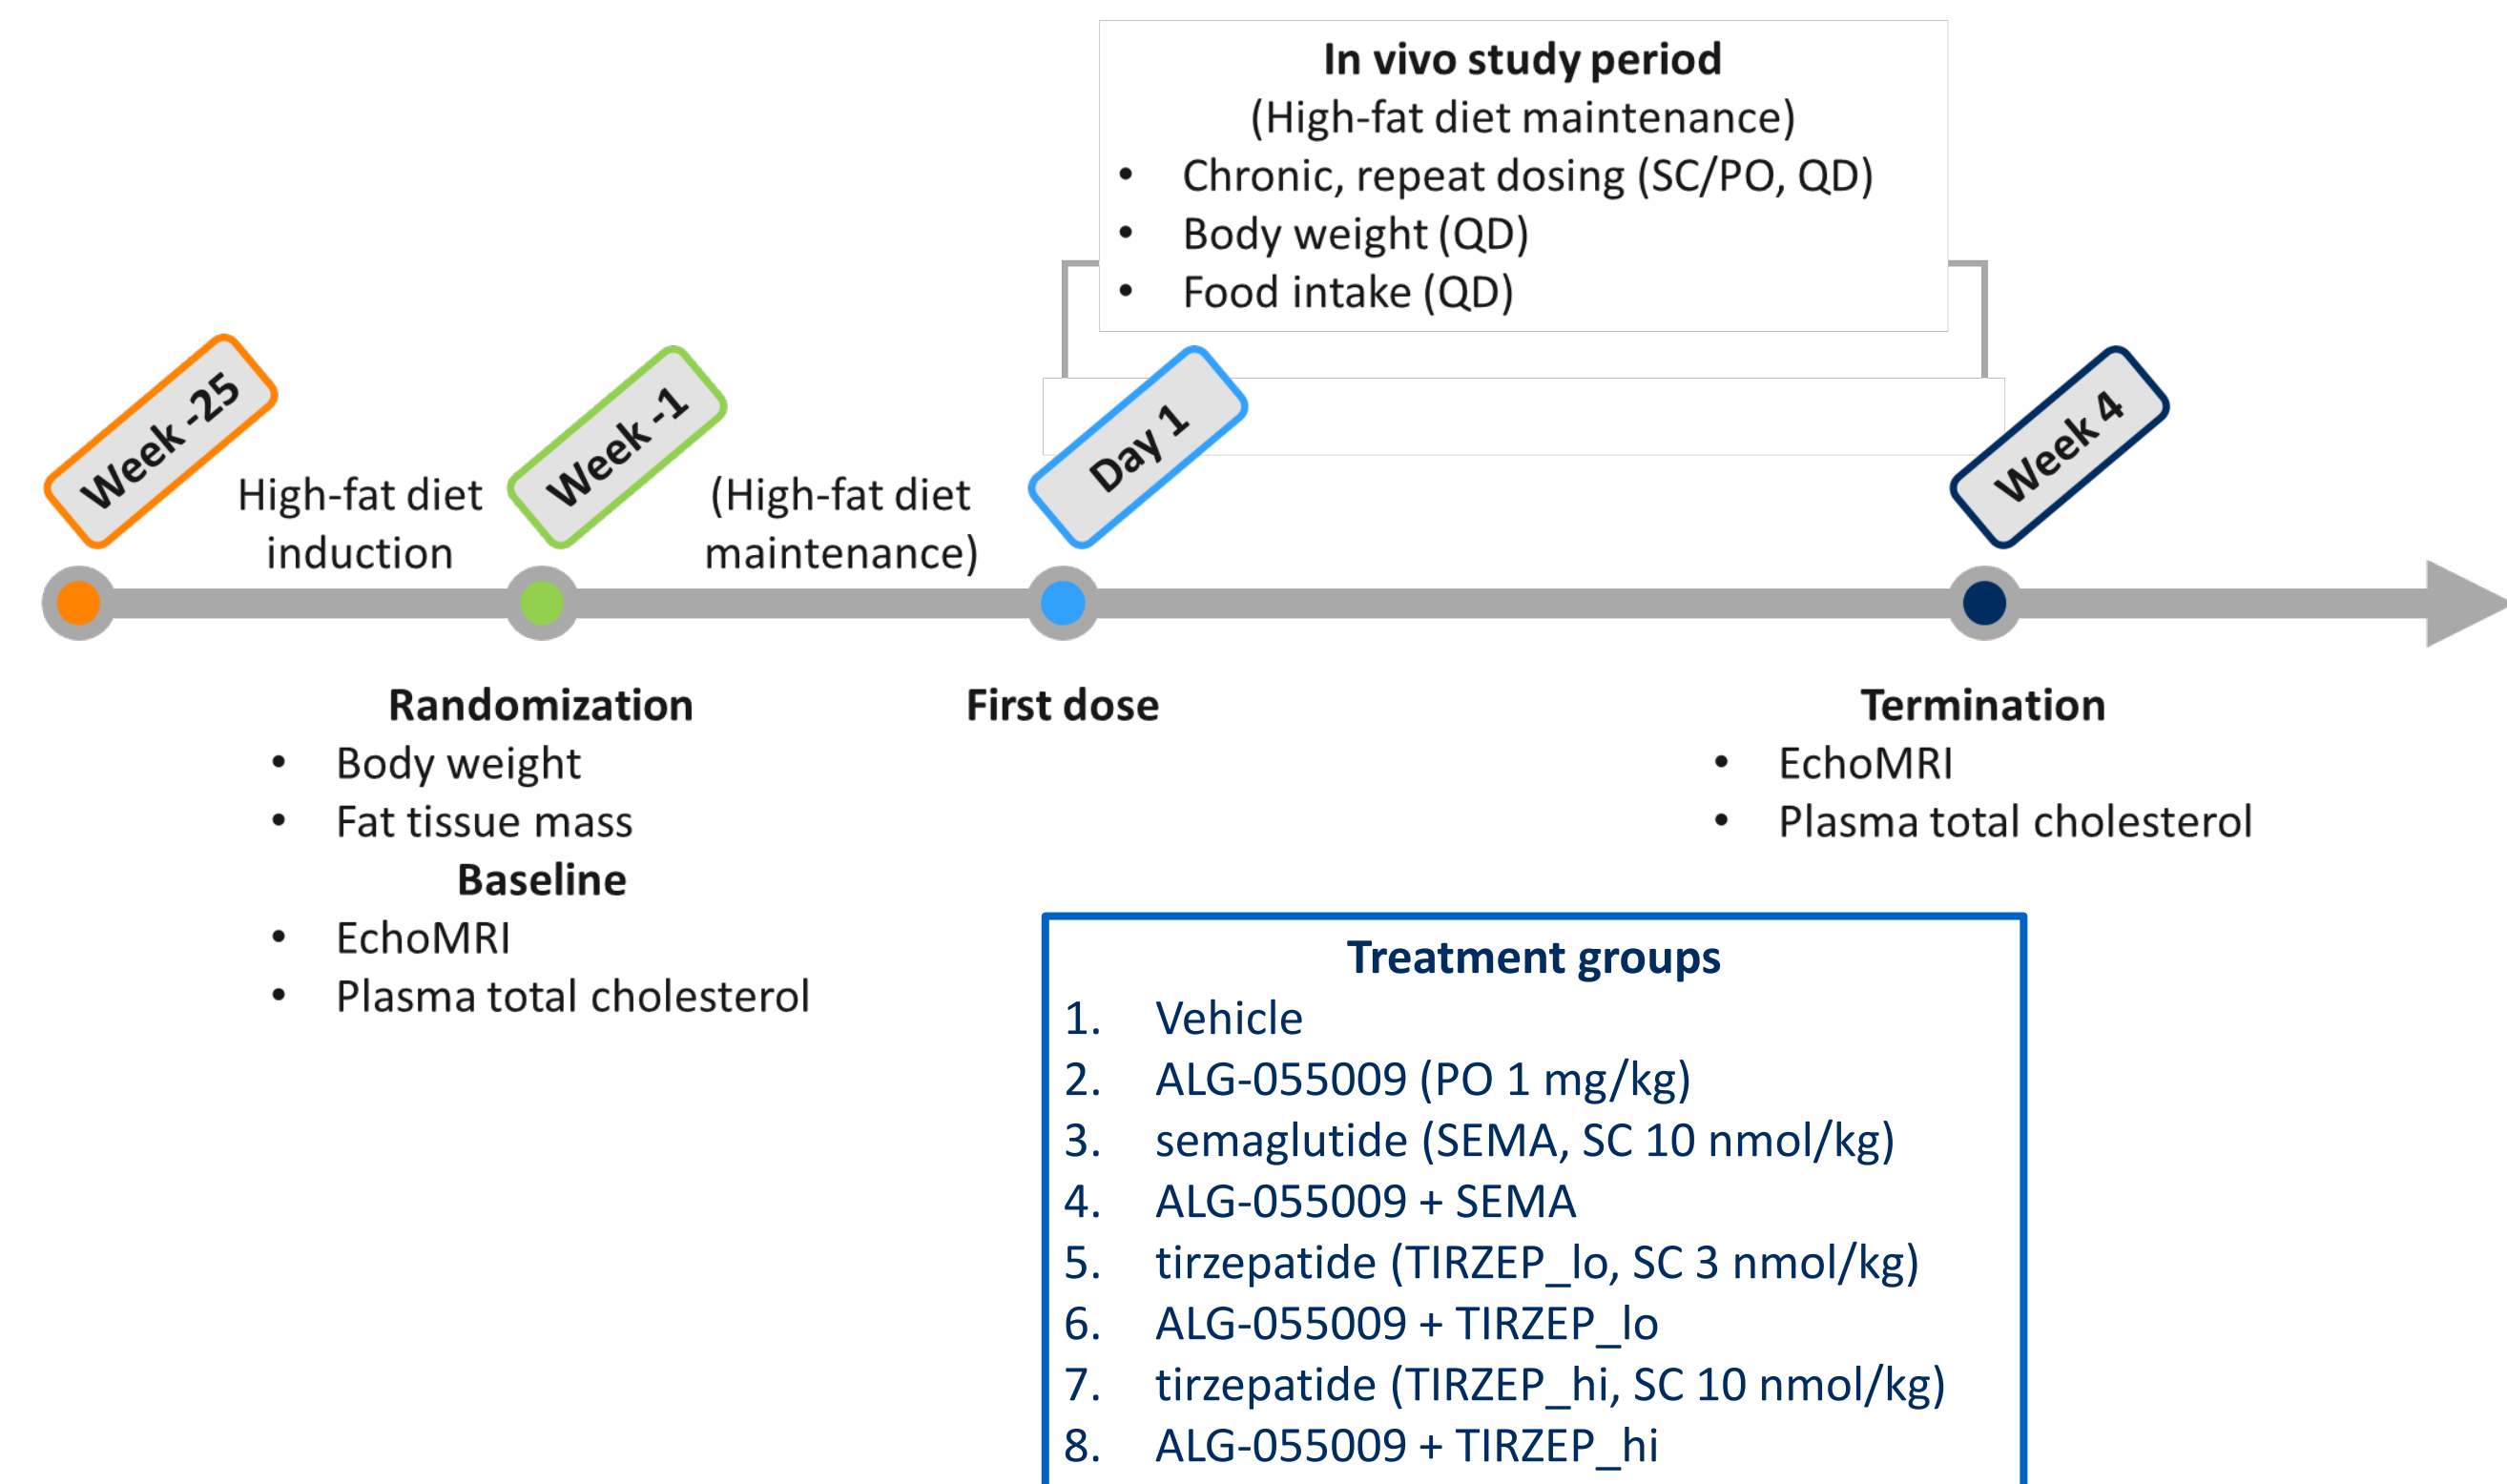 In vivo study period
(High-fat diet maintenance)
• Chronic, repeat dosing (SC/PO, QD)
• Body weight (QD)
• Food intake (QD)
Week -25
High-fat diet
induction
Week -1
(High-fat diet
maintenance)
Day 1
Week 4
Randomization
• Body weight
• Fat tissue mass
Baseline
• EchoMRI
• Plasma total cholesterol
First dose
Termination
• EchoMRI
• Plasma total cholesterol
Treatment groups
1. Vehicle
2. ALG-055009 (PO 1 mg/kg)
3. semaglutide (SEMA, SC 10 nmol/kg)
4. ALG-055009 + SEMA
5. tirzepatide (TIRZEP_lo, SC 3 nmol/kg)
6. ALG-055009 + TIRZEP_lo
7. tirzepatide (TIRZEP_hi, SC 10 nmol/kg)
8. ALG-055009 + TIRZEP_hi